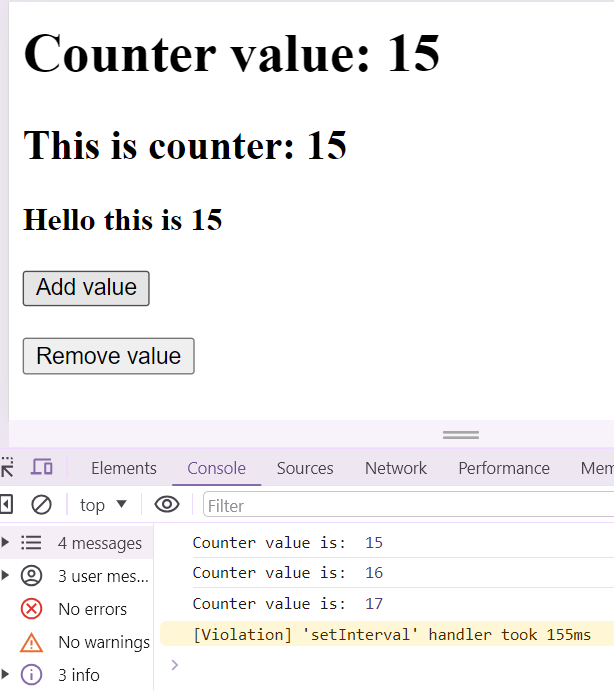 Counter value: 15
This is counter: 15
Hello this is 15
Add value
Remove value
Elements Console Sources Network Performance Mem
top Filter
4 messages
3 user mes...
No errors
No warnings
3 info
Counter value is: 15
Counter value is: 16
Counter value is: 17
[Violation] 'setInterval' handler took 155ms